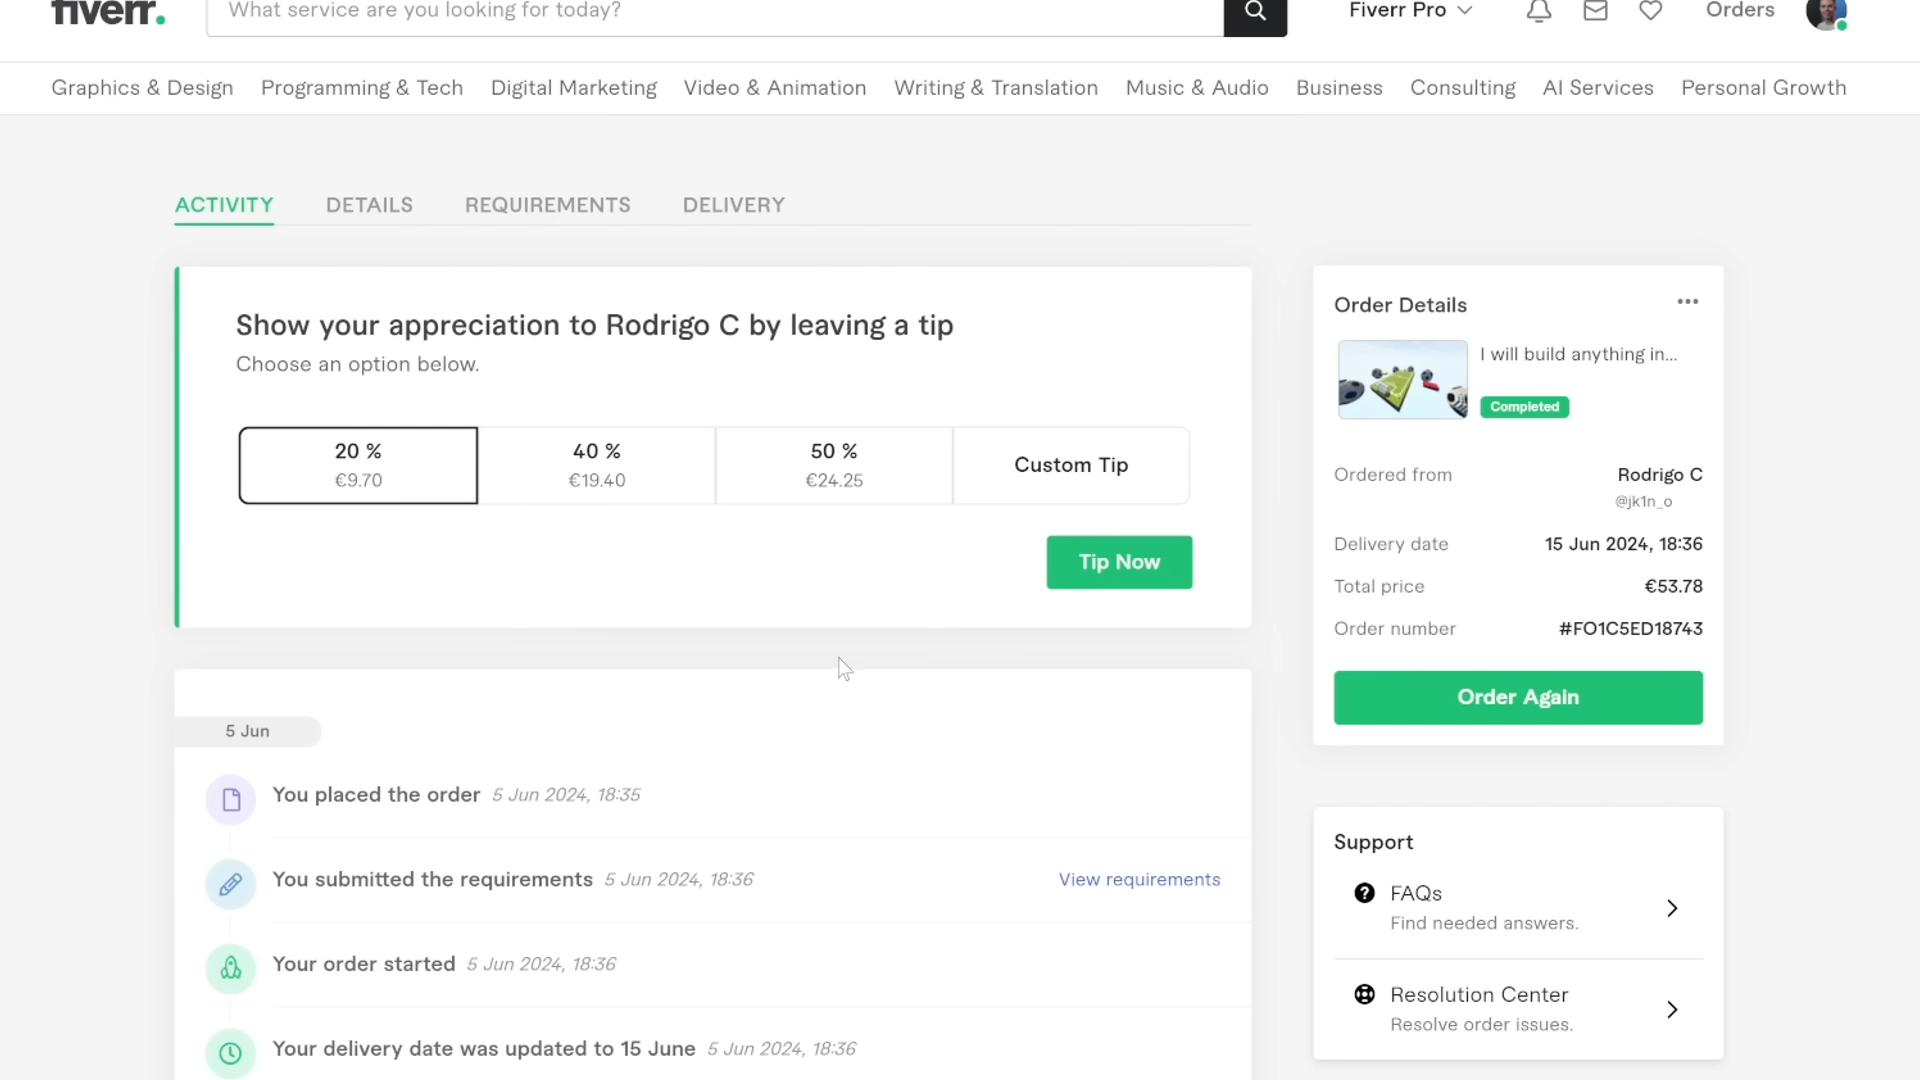 fiverr.
What service are you looking for today?
Fiverr Pro
Orders
Graphics & Design
Programming & Tech
Digital Marketing
Video & Animation
Writing & Translation
Music & Audio
Business
Consulting
AI Services
Personal Growth
ACTIVITY
DETAILS
REQUIREMENTS
DELIVERY
Show your appreciation to Rodrigo C by leaving a tip
Choose an option below.
20 %
€9.70
40 %
€19.40
50 %
€24.25
Custom Tip
Tip Now
5 Jun
You placed the order 5 Jun 2024, 18:35
You submitted the requirements 5 Jun 2024, 18:36
View requirements
Your order started 5 Jun 2024, 18:36
Your delivery date was updated to 15 June 5 Jun 2024, 18:36
Order Details
I will build anything in...
Completed
Ordered from Rodrigo C
@jk1n_o
Delivery date 15 Jun 2024, 18:36
Total price €53.78
Order number #FO1C5ED18743
Order Again
Support
FAQs
Find needed answers.
Resolution Center
Resolve order issues.